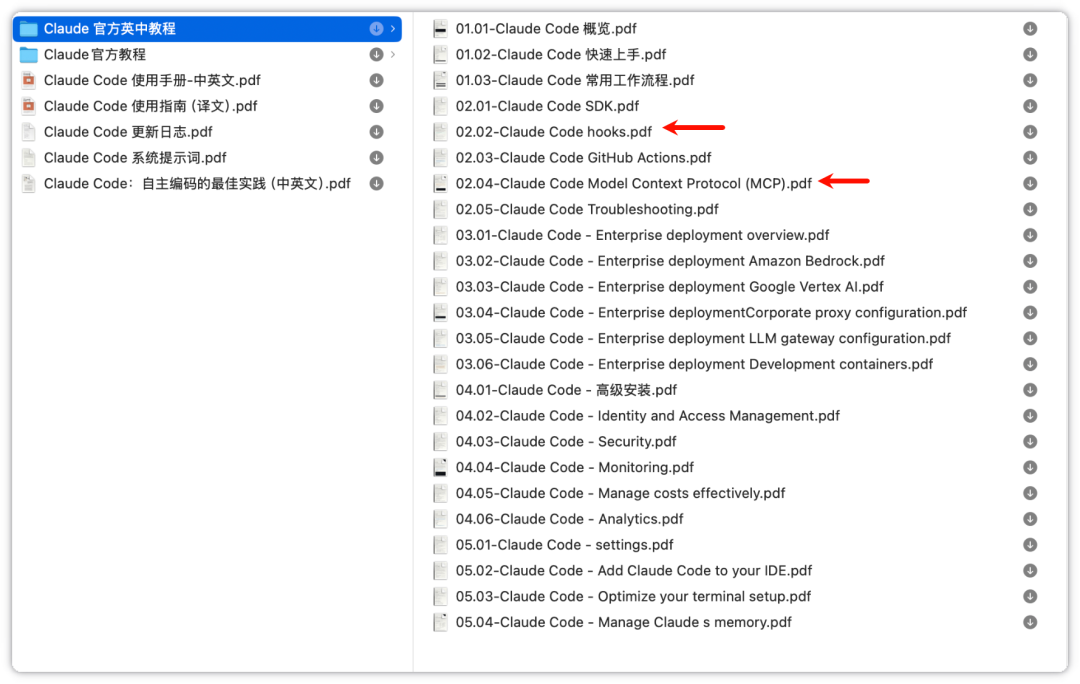 Claude 官方英中教程
Claude官方教程
Claude Code 使用手册-中英文.pdf
Claude Code 使用指南（译文）.pdf
Claude Code 更新日志.pdf
Claude Code 系统提示词.pdf
Claude Code：自主编码的最佳实践（中英文）.pdf
01.01-Claude Code 概览.pdf
01.02-Claude Code 快速上手.pdf
01.03-Claude Code 常用工作流程.pdf
02.01-Claude Code SDK.pdf
02.02-Claude Code hooks.pdf
02.03-Claude Code GitHub Actions.pdf
02.04-Claude Code Model Context Protocol (MCP).pdf
02.05-Claude Code Troubleshooting.pdf
03.01-Claude Code - Enterprise deployment overview.pdf
03.02-Claude Code - Enterprise deployment Amazon Bedrock.pdf
03.03-Claude Code - Enterprise deployment Google Vertex AI.pdf
03.04-Claude Code - Enterprise deploymentCorporate proxy configuration.pdf
03.05-Claude Code - Enterprise deployment LLM gateway configuration.pdf
03.06-Claude Code - Enterprise deployment Development containers.pdf
04.01-Claude Code - 高级安装.pdf
04.02-Claude Code - Identity and Access Management.pdf
04.03-Claude Code - Security.pdf
04.04-Claude Code - Monitoring.pdf
04.05-Claude Code - Manage costs effectively.pdf
04.06-Claude Code - Analytics.pdf
05.01-Claude Code - settings.pdf
05.02-Claude Code - Add Claude Code to your IDE.pdf
05.03-Claude Code - Optimize your terminal setup.pdf
05.04-Claude Code - Manage Claude s memory.pdf